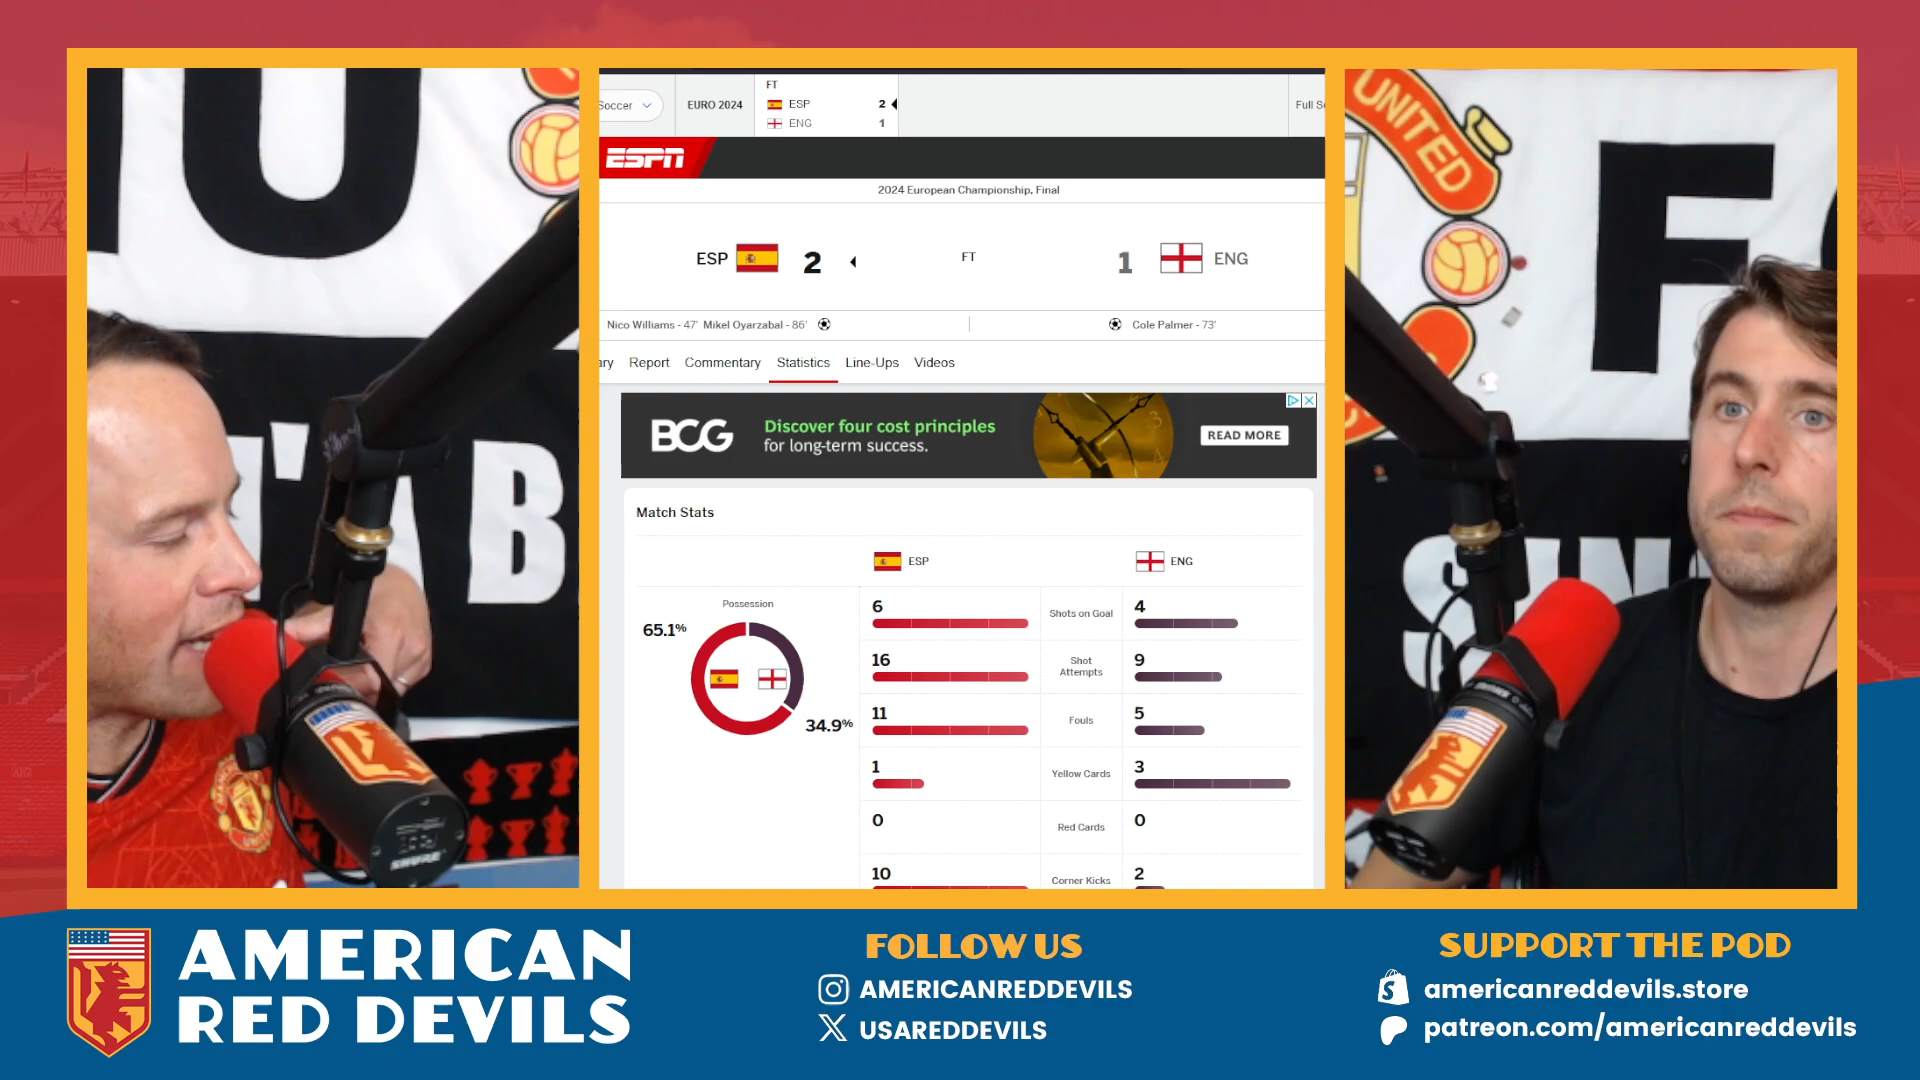 UNITED
F
T A B
SHURE
Soccer
EURO 2024
FT
ESP 2
ENG 1
Full
ESPN
2024 European Championship, Final
ESP 2 FT 1 ENG
Nico Williams - 47' Mikel Oyarzabal - 86'
Cole Palmer - 73'
ary Report Commentary Statistics Line-Ups Videos
BCG
Discover four cost principles
for long-term success.
READ MORE
Match Stats
ESP ENG
Possession
65.1%
34.9%
6 Shots on Goal 4
16 Shot Attempts 9
11 Fouls 5
1 Yellow Cards 3
0 Red Cards 0
10 Corner Kicks 2
AMERICAN
RED DEVILS
FOLLOW US
AMERICANREDDEVILS
USAREDDEVILS
SUPPORT THE POD
americanreddevils.store
patreon.com/americanreddevils